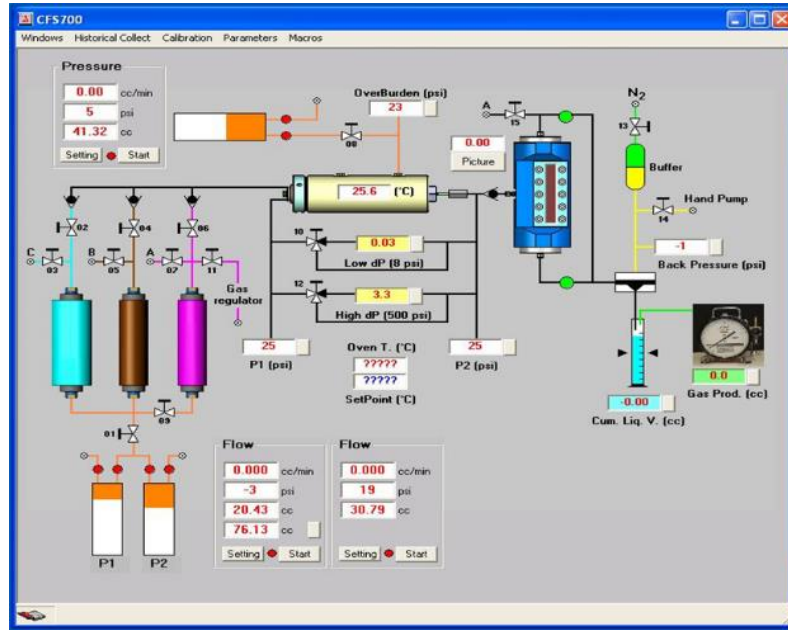 CFS700
Windows Historical Collect Calibration Parameters Macros
Pressure
0.00 cc/min
5 psi
41.32 cc
Setting Start
OverBurden (psi)
23
08
A
15
0.00
Picture
N2
13
Buffer
14
Hand Pump
-1
Back Pressure (psi)
25.6 (°C)
02
04
06
C
03
B
05
A
07
11
Gas
regulator
10
0.03
Low dP (8 psi)
12
3.3
High dP (500 psi)
25
P1 (psi)
25
P2 (psi)
Oven T. (°C)
?????
?????
SetPoint (°C)
0.0
Gas Prod. (cc)
-0.00
Cum. Liq. V. (cc)
09
01
P1
P2
Flow
0.000 cc/min
-3 psi
20.43 cc
76.13 cc
Setting Start
Flow
0.000 cc/min
19 psi
30.79 cc
Setting Start